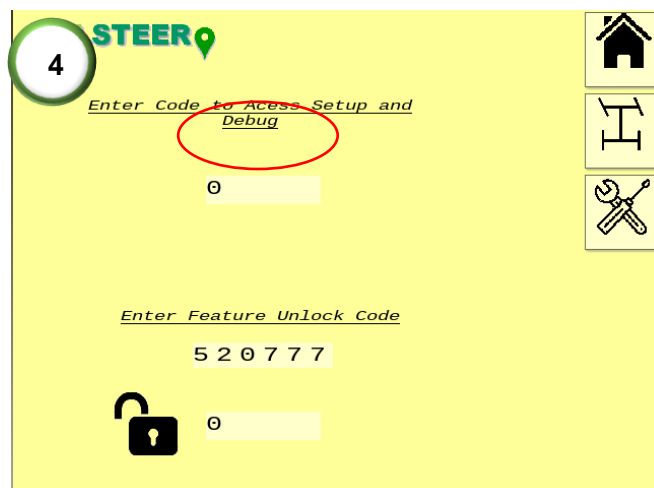 STEER
4
Enter Code to Acess Setup and
Debug
0
Enter Feature Unlock Code
520777
0